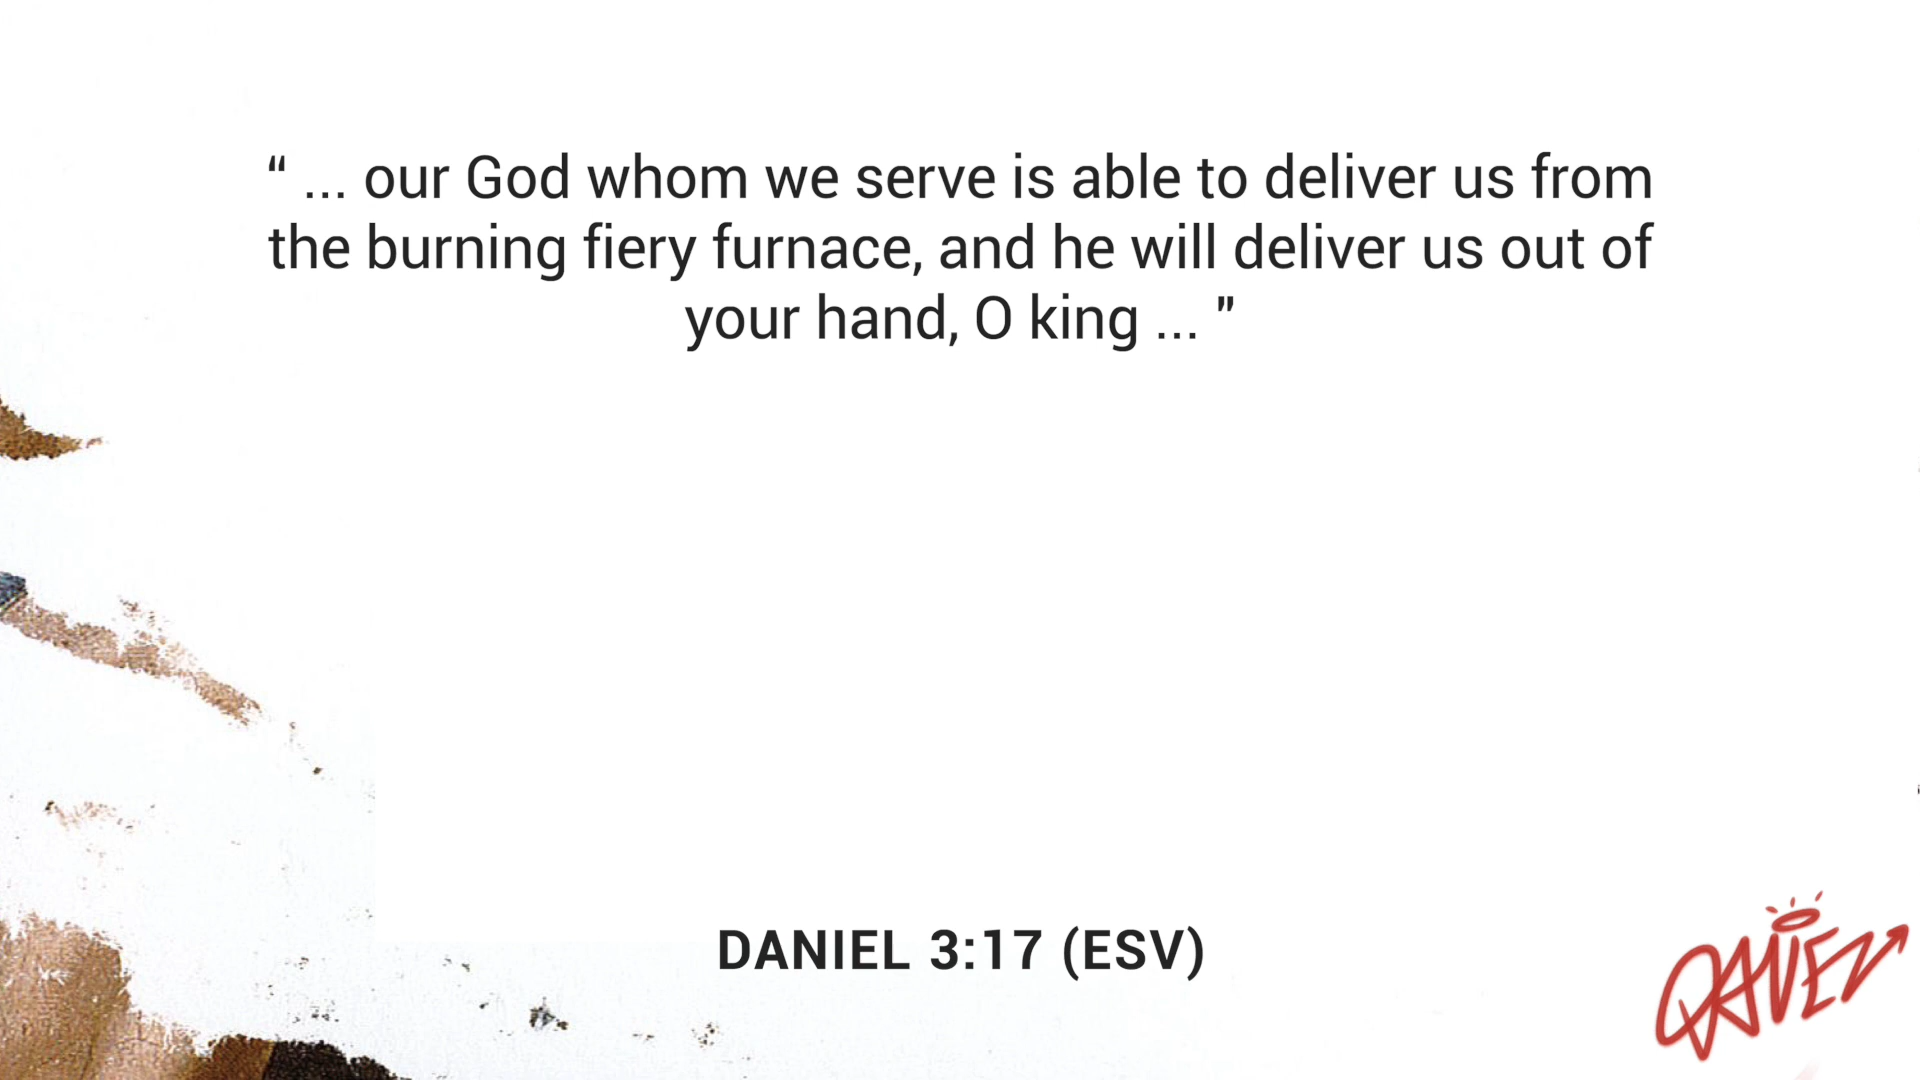 “ ... our God whom we serve is able to deliver us from
the burning fiery furnace, and he will deliver us out of
your hand, O king ... ”
DANIEL 3:17 (ESV)